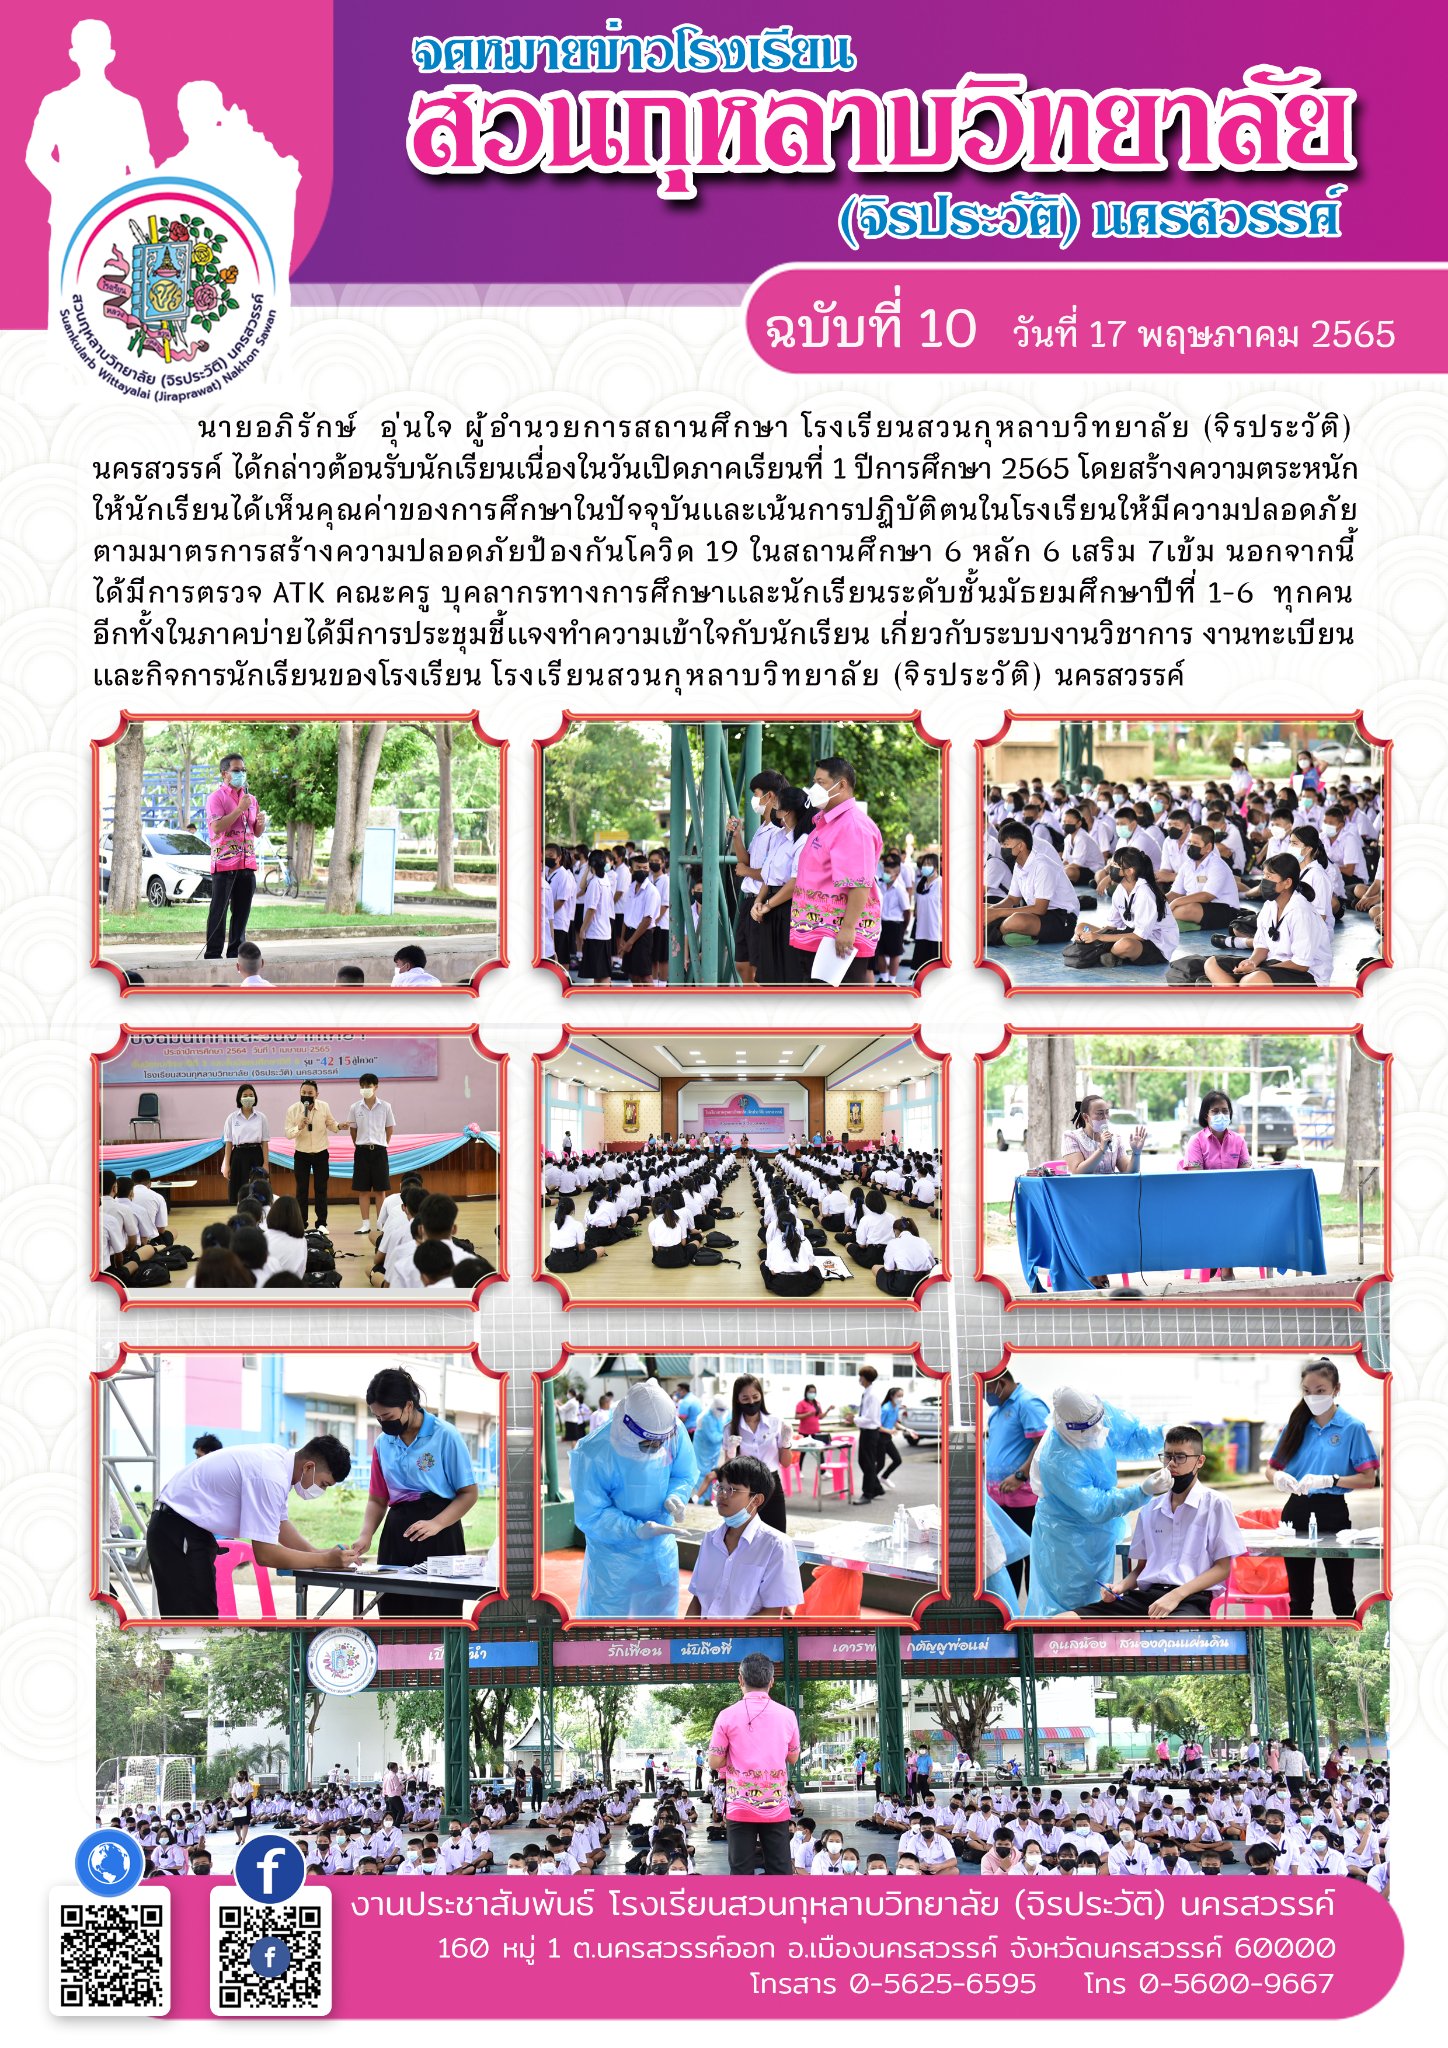 จดหมายข่าวโรงเรียน
สวนกุหลาบวิทยาลัย
(จิรประวัติ) นครสวรรค์
สวนกุหลาบวิทยาลัย (จิรประวัติ) นครสวรรค์
Suankularb Wittayalai (Jiraprawat) Nakhon Sawan
ฉบับที่ 10 วันที่ 17 พฤษภาคม 2565
นายอภิรักษ์ อุ่นใจ ผู้อำนวยการสถานศึกษา โรงเรียนสวนกุหลาบวิทยาลัย (จิรประวัติ)
นครสวรรค์ ได้กล่าวต้อนรับนักเรียนเนื่องในวันเปิดภาคเรียนที่ 1 ปีการศึกษา 2565 โดยสร้างความตระหนัก
ให้นักเรียนได้เห็นคุณค่าของการศึกษาในปัจจุบันและเน้นการปฏิบัติตนในโรงเรียนให้มีความปลอดภัย
ตามมาตรการสร้างความปลอดภัยป้องกันโควิด 19 ในสถานศึกษา 6 หลัก 6 เสริม 7เข้ม นอกจากนี้
ได้มีการตรวจ ATK คณะครู บุคลากรทางการศึกษาและนักเรียนระดับชั้นมัธยมศึกษาปีที่ 1-6 ทุกคน
อีกทั้งในภาคบ่ายได้มีการประชุมชี้แจงทำความเข้าใจกับนักเรียน เกี่ยวกับระบบงานวิชาการ งานทะเบียน
และกิจการนักเรียนของโรงเรียน โรงเรียนสวนกุหลาบวิทยาลัย (จิรประวัติ) นครสวรรค์
ประจำปีการศึกษา 2564 วันที่ 1 เมษายน 2565
รุ่น "42 15 สู้โควิด"
โรงเรียนสวนกุหลาบวิทยาลัย (จิรประวัติ) นครสวรรค์
รักเพื่อน นับถือพี่ กตัญญูพ่อแม่ ดูแลน้อง สนองคุณแผ่นดิน
งานประชาสัมพันธ์ โรงเรียนสวนกุหลาบวิทยาลัย (จิรประวัติ) นครสวรรค์
160 หมู่ 1 ต.นครสวรรค์ออก อ.เมืองนครสวรรค์ จังหวัดนครสวรรค์ 60000
โทรสาร 0-5625-6595 โทร 0-5600-9667